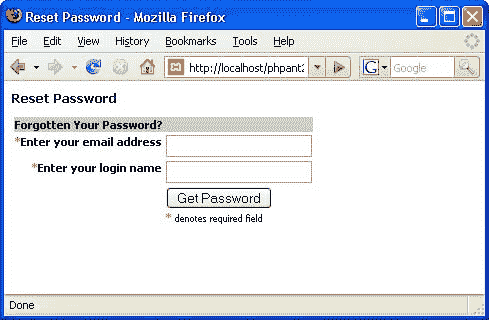 Reset Password - Mozilla Firefox
File Edit View History Bookmarks Tools Help
http://localhost/phpant2 G Google
Reset Password
Forgotten Your Password?
*Enter your email address
*Enter your login name
Get Password
* denotes required field
Done